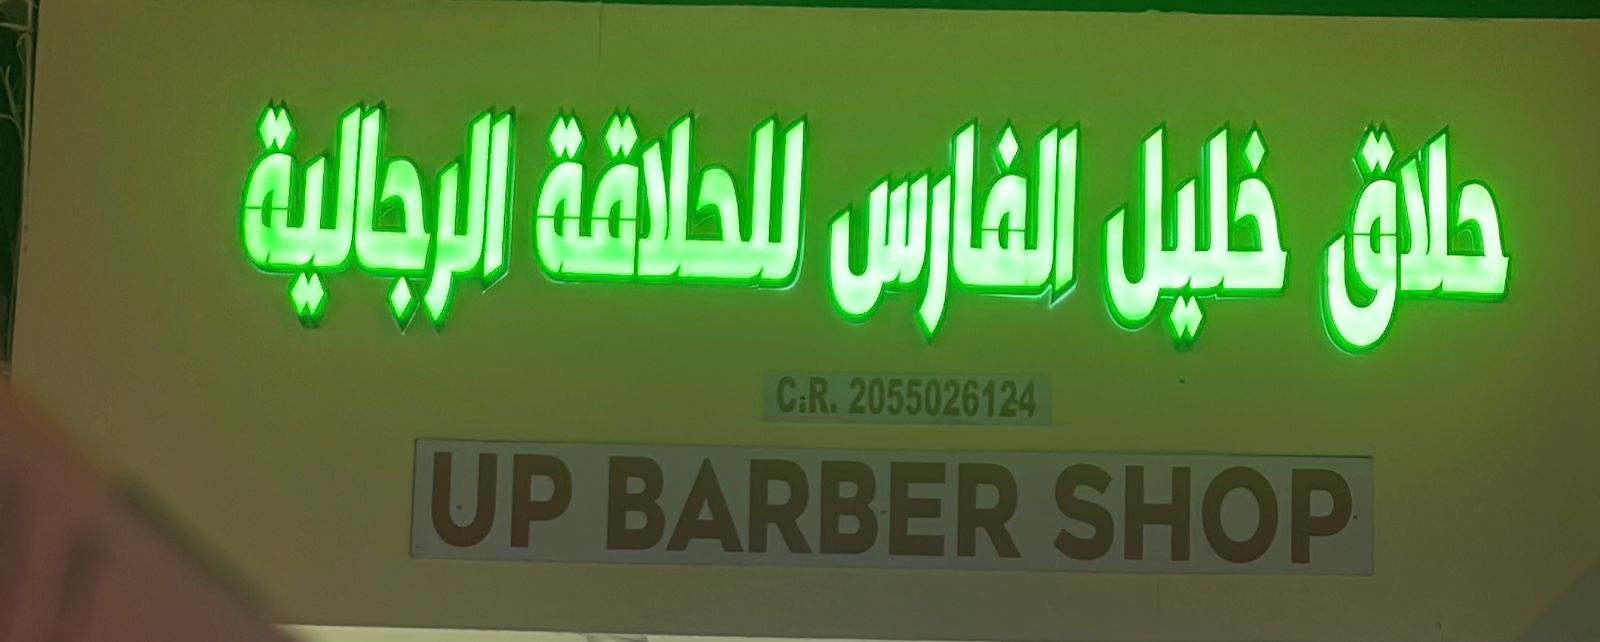 حلاق خليل الفارس للحلاقة الرجالية
C.R. 2055026124
UP BARBER SHOP